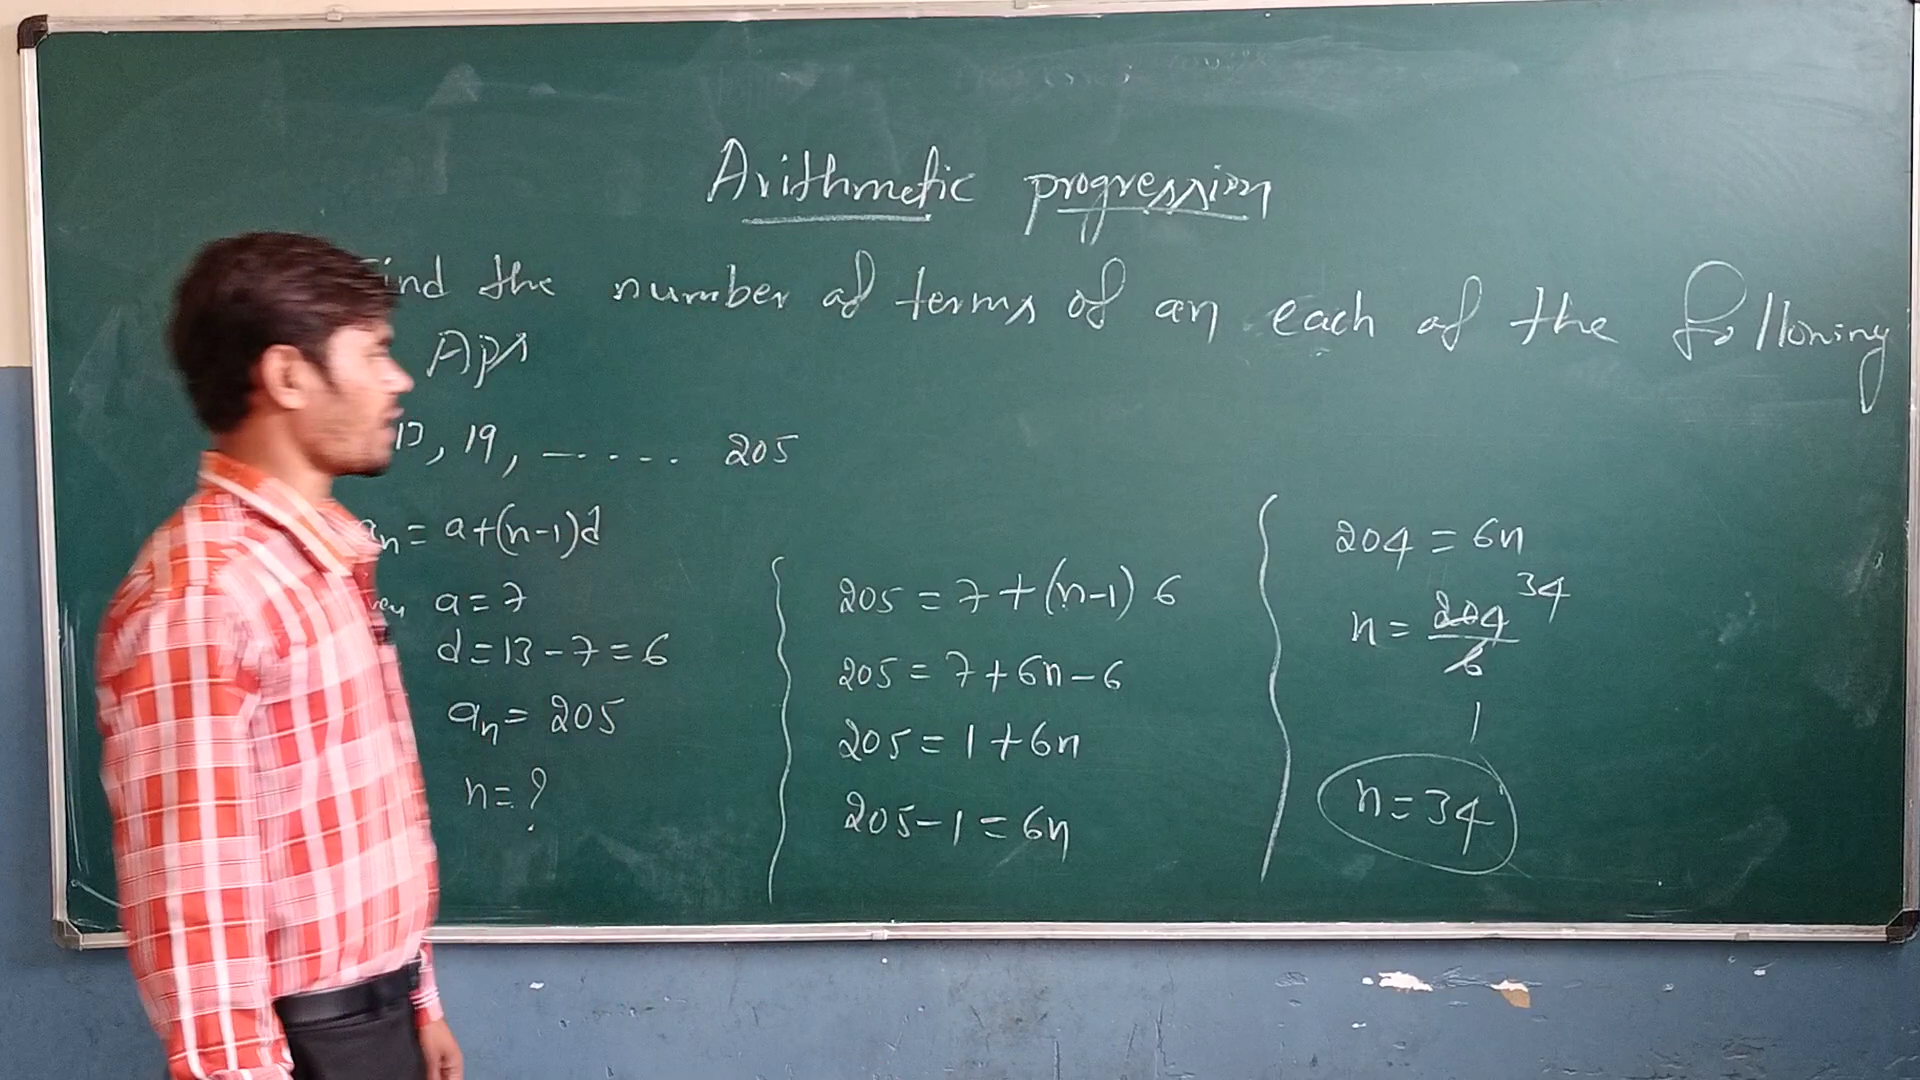 Arithmetic progression
ind the number of terms of an each of the following
Aps
13, 19, - . . . . . 205
an = a+(n-1)d
a = 7
d = 13 - 7 = 6
an = 205
n = ?
205 = 7 + (n-1) 6
205 = 7 + 6n - 6
205 = 1 + 6n
205 - 1 = 6n
204 = 6n
n = 204/6 34
1
n = 34